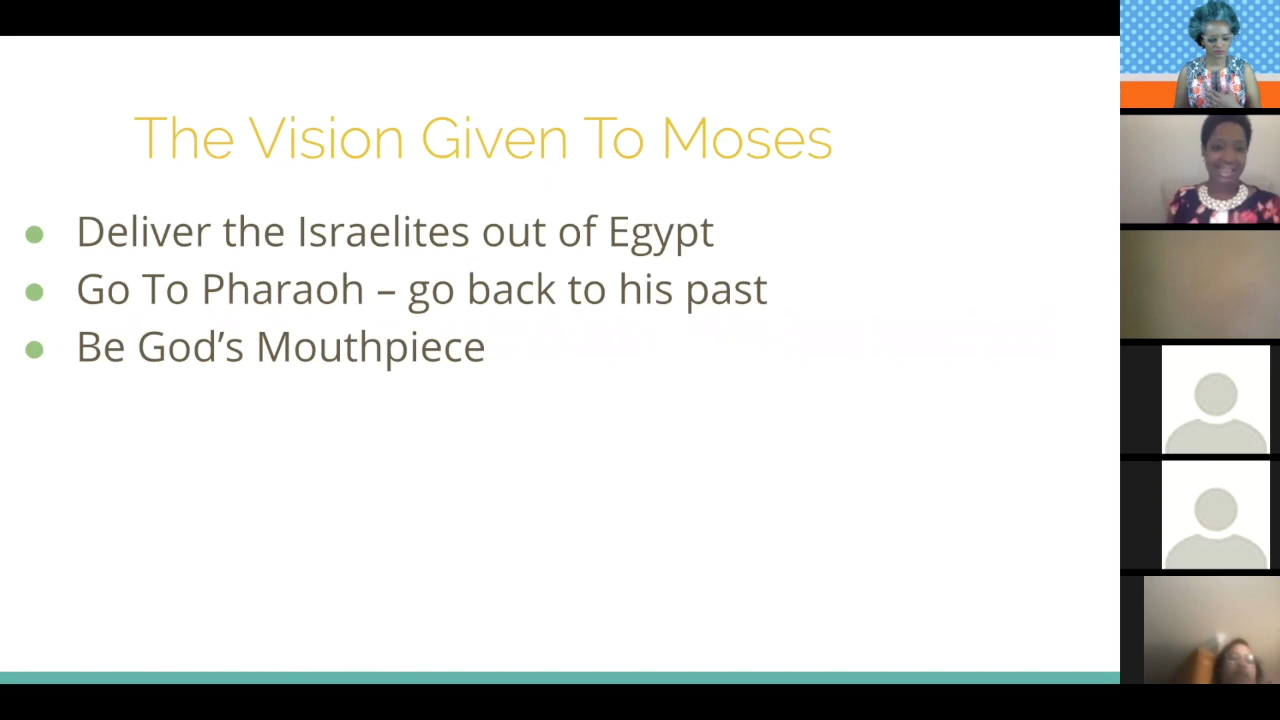 The Vision Given To Moses
● Deliver the Israelites out of Egypt
● Go To Pharaoh – go back to his past
● Be God’s Mouthpiece